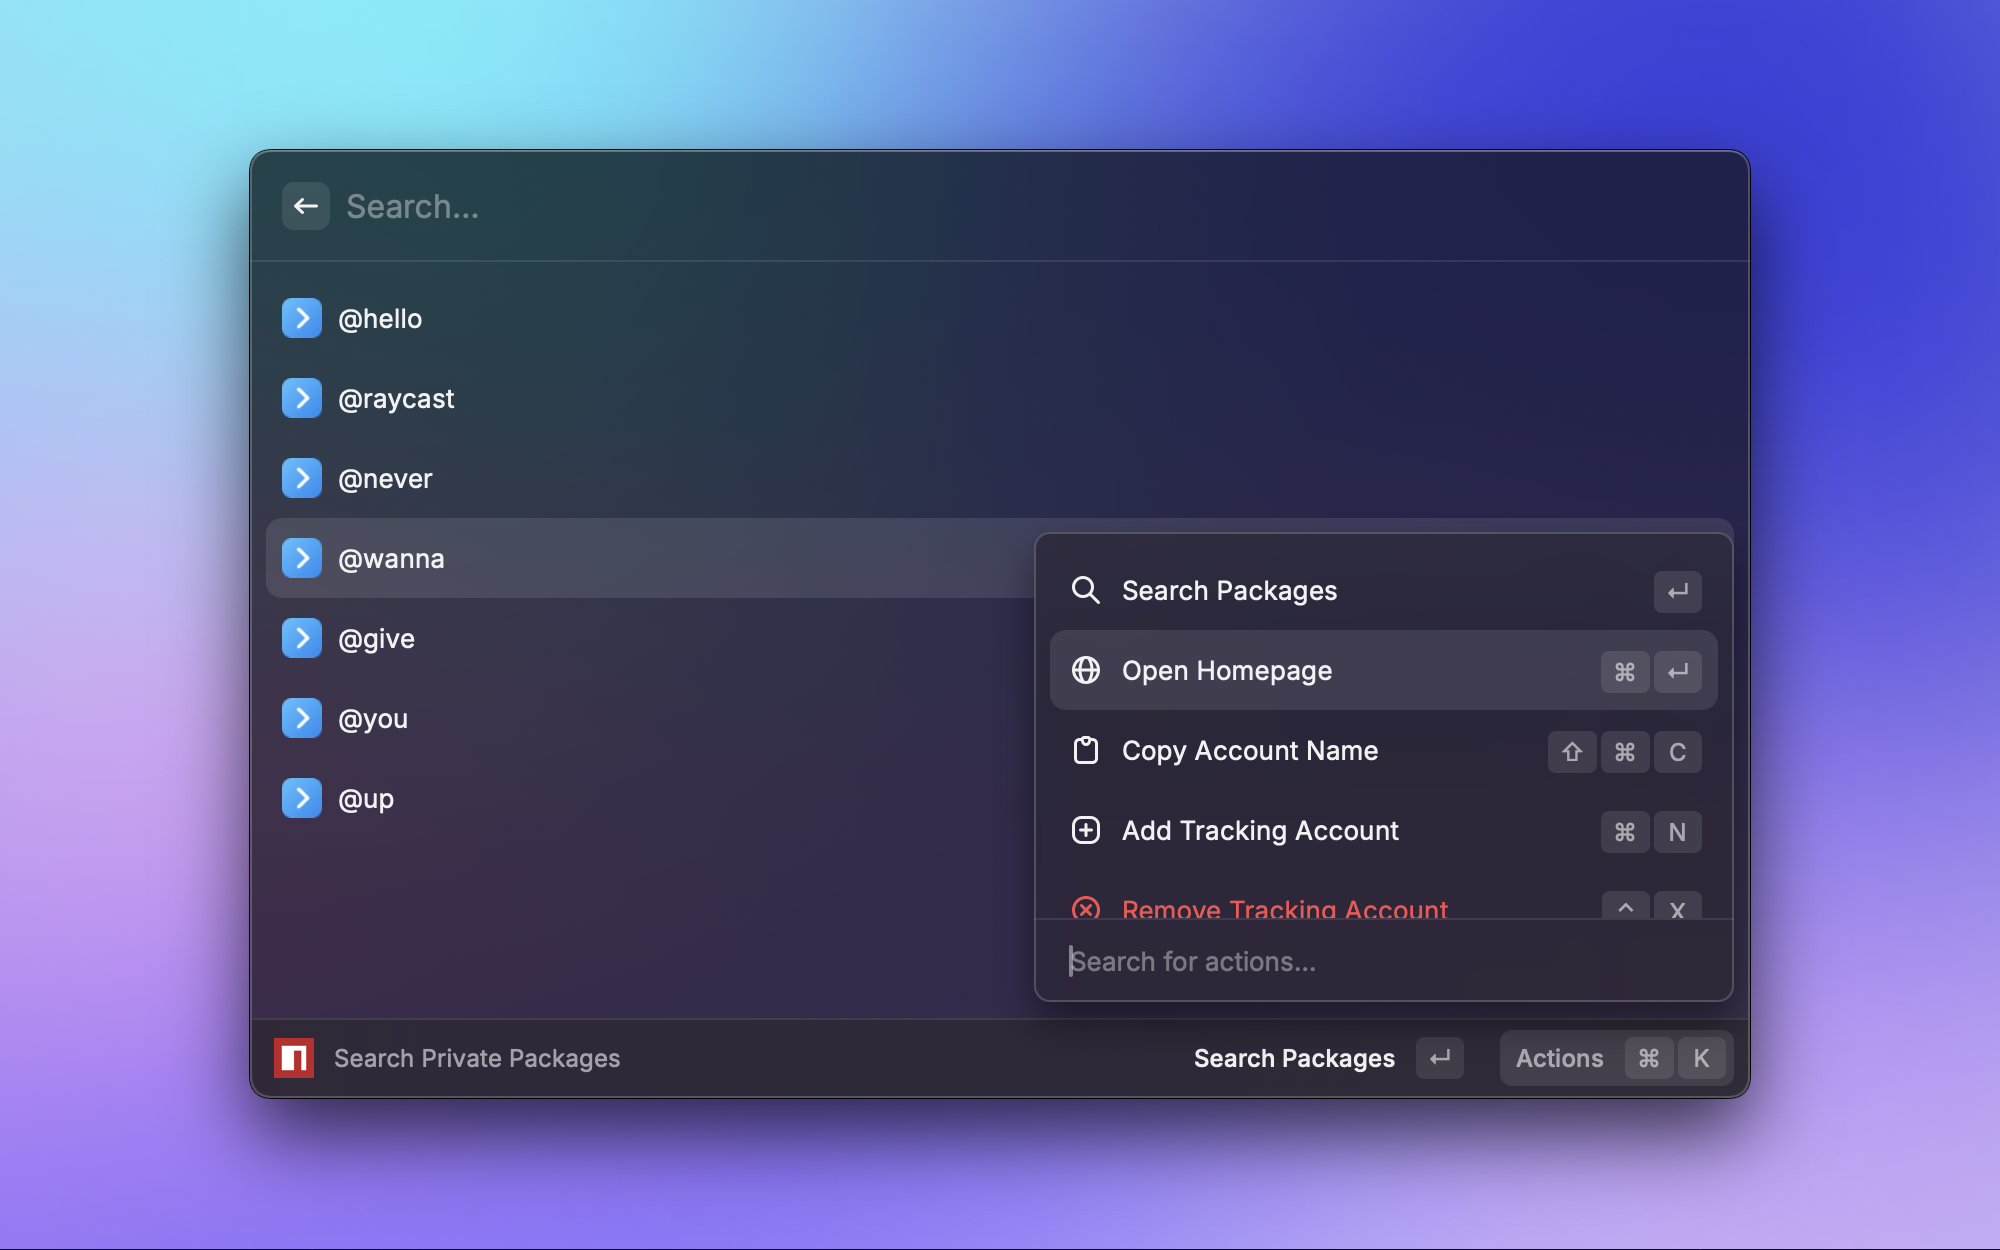 Search...
@hello
@raycast
@never
@wanna
@give
@you
@up
Search Packages
Open Homepage
Copy Account Name
C
Add Tracking Account
N
Remove Tracking Account
X
Search for actions...
Search Private Packages
Search Packages
Actions
K